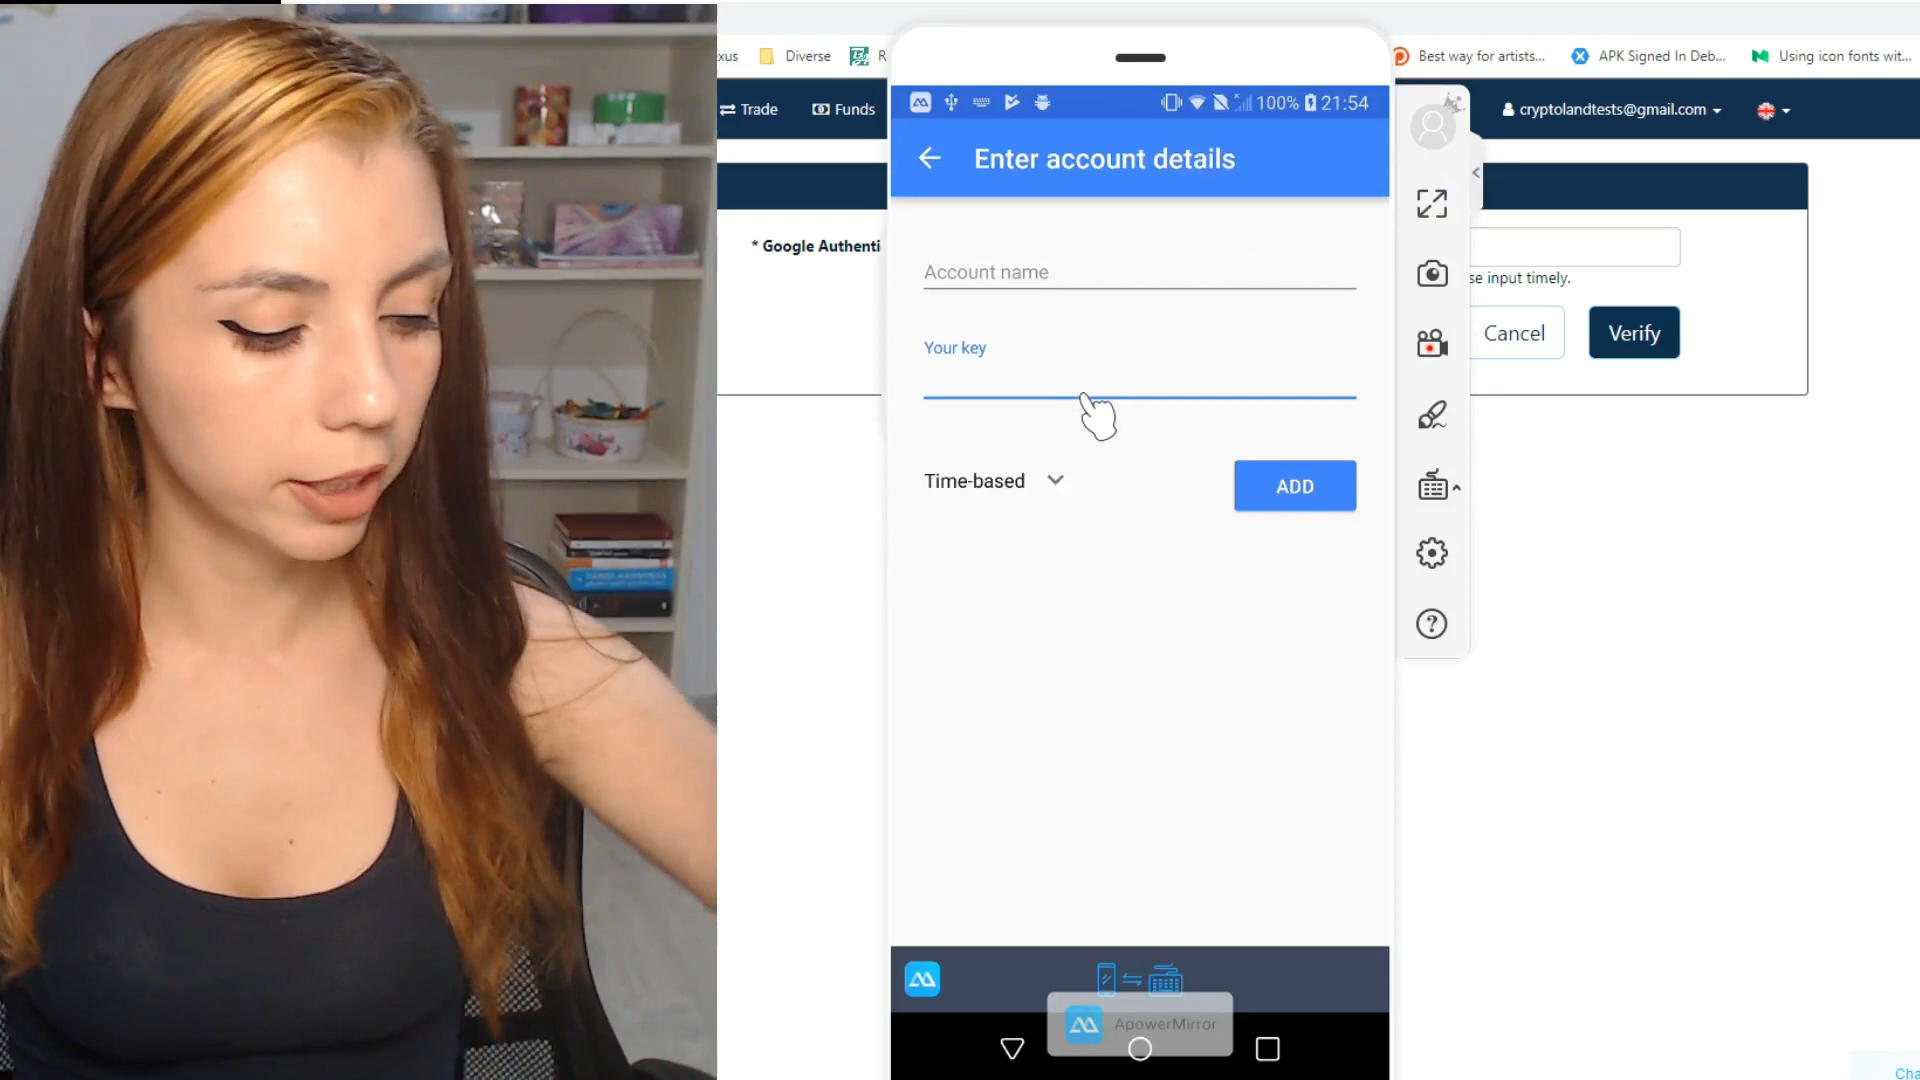 xus
Diverse
R
Best way for artists...
APK Signed In Deb...
Using icon fonts wit...
100% 21:54
Trade
Funds
cryptolandtests@gmail.com
Enter account details
* Google Authenti
Account name
se input timely.
Your key
Cancel
Verify
Time-based
ADD
ApowerMirror
Cha